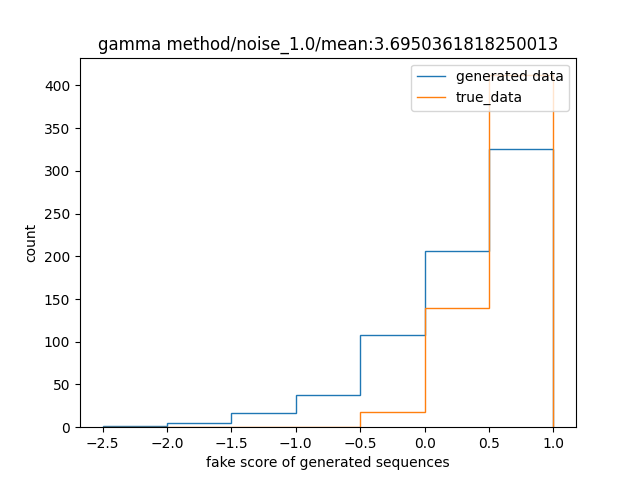 gamma method/noise_1.0/mean:3.6950361818250013
generated data
true_data
400
350
300
250
200
150
100
50
0
count
−2.5 −2.0 −1.5 −1.0 −0.5 0.0 0.5 1.0
fake score of generated sequences